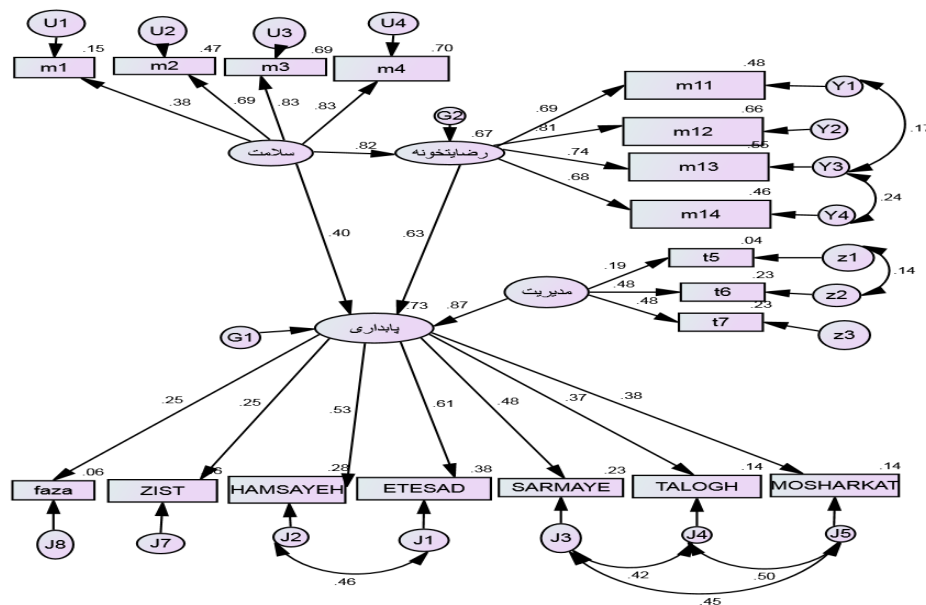 U1
U2
U3
U4
.15
.47
.69
.70
m1
m2
m3
m4
.38
.69
.83
.83
G2
.67
سلامت
.82
رضایتخونه
.69
.81
.74
.68
.48
m11
Y1
.66
m12
Y2
.17
.55
m13
Y3
.46
m14
Y4
.24
.40
.63
.04
t5
z1
.23
t6
z2
.14
.23
t7
z3
مدیریت
.19
.48
.48
.87
.73
پابداری
G1
.25
.25
.53
.61
.48
.37
.38
.06
.28
.38
.23
.14
.14
faza
ZIST
HAMSAYEH
ETESAD
SARMAYE
TALOGH
MOSHARKAT
J8
J7
J2
J1
J3
J4
J5
.46
.42
.50
.45